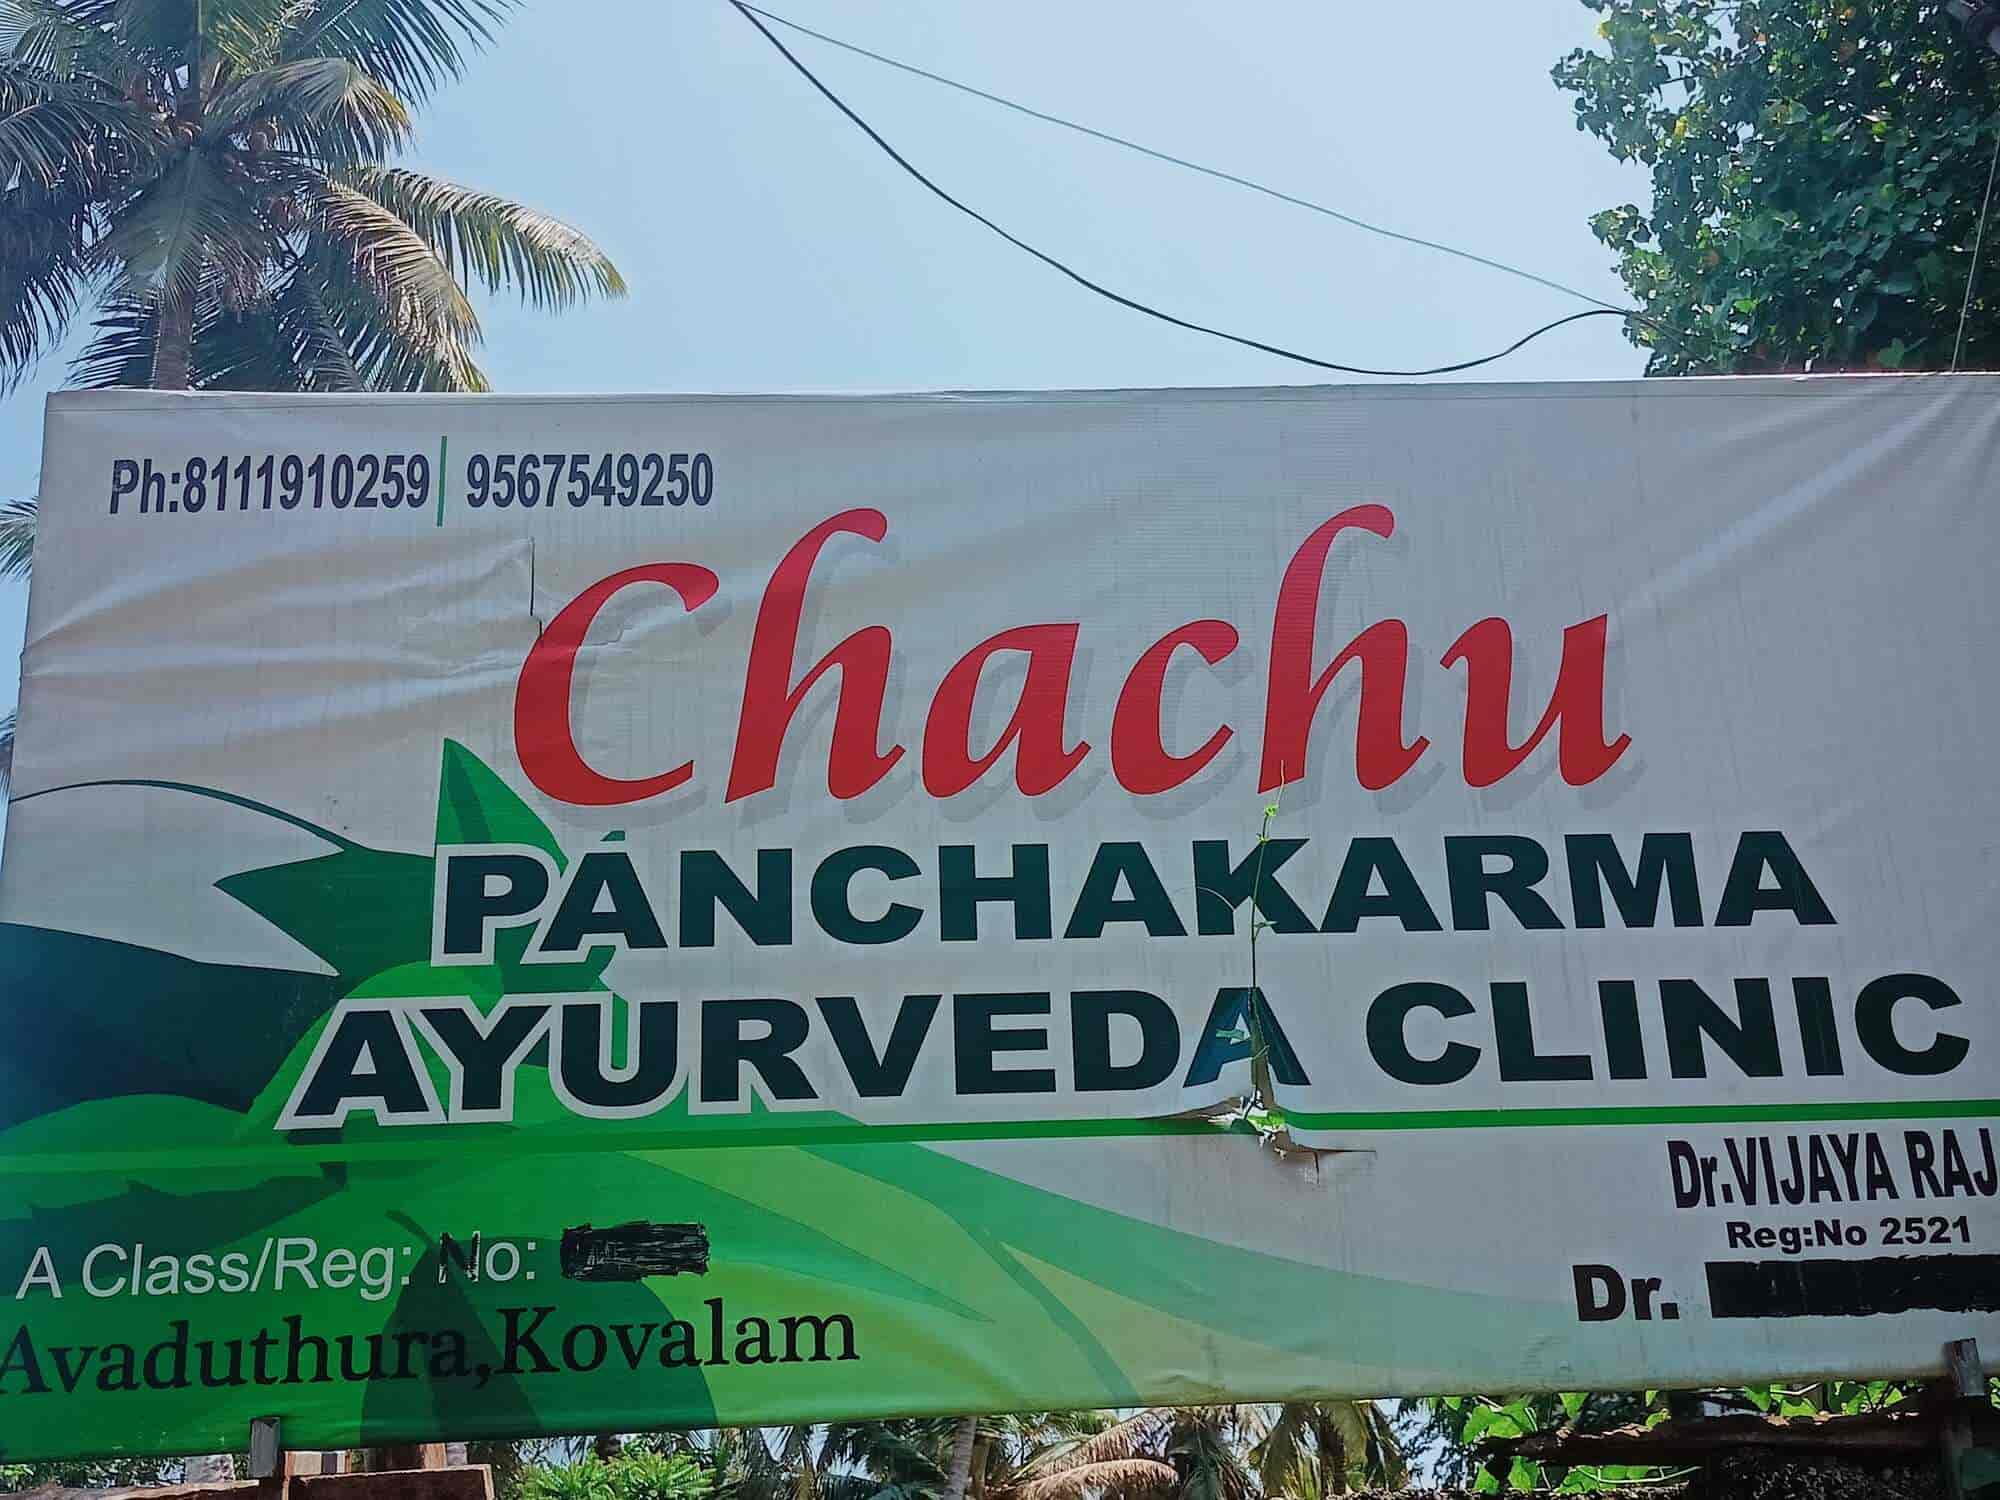 Ph:8111910259 | 9567549250
Chachu
PANCHAKARMA
AYURVEDA CLINIC
Dr.VIJAYA RAJ
Reg:No 2521
Dr.
A Class/Reg: No:
Avaduthura,Kovalam